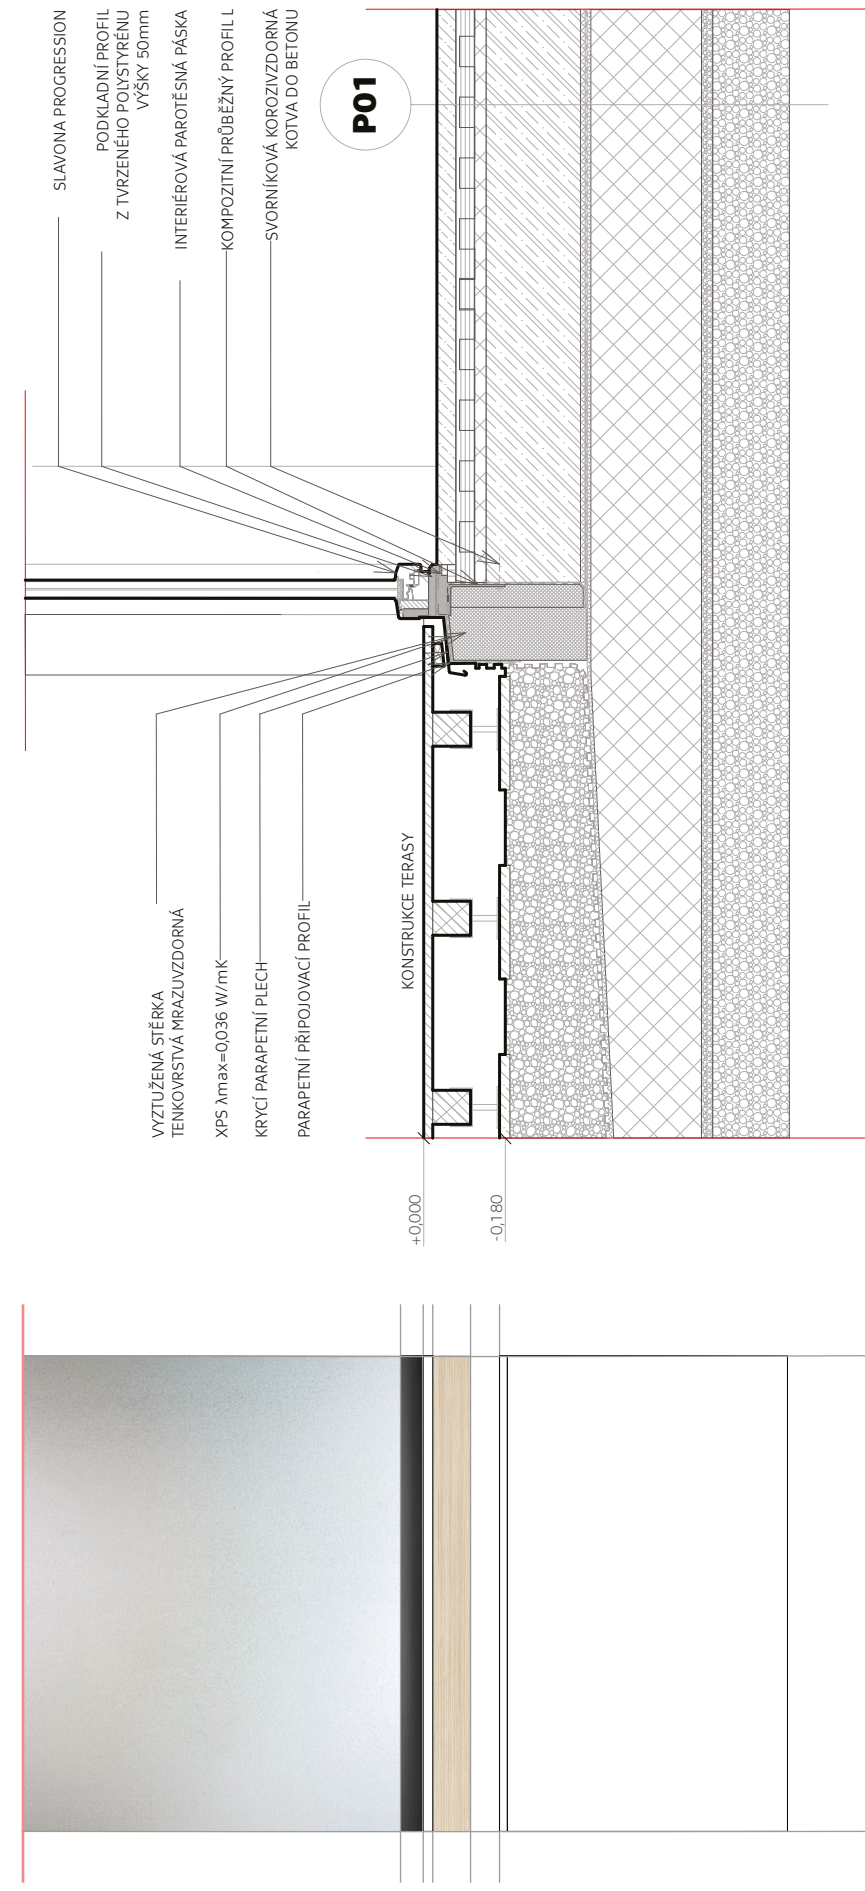 VYZTUŽENÁ STĚRKA
TENKOVRSTVÁ MRAZUVZDORNÁ
XPS λmax=0,036 W/mK
KRYCÍ PARAPETNÍ PLECH
PARAPETNÍ PŘIPOJOVACÍ PROFIL
KONSTRUKCE TERASY
+0,000
-0,180
SLAVONA PROGRESSION
PODKLADNÍ PROFIL
Z TVRZENÉHO POLYSTYRÉNU
VÝŠKY 50mm
INTERIÉROVÁ PAROTĚSNÁ PÁSKA
KOMPOZITNÍ PRŮBĚŽNÝ PROFIL L
SVORNÍKOVÁ KOROZIVZDORNÁ
KOTVA DO BETONU
P01